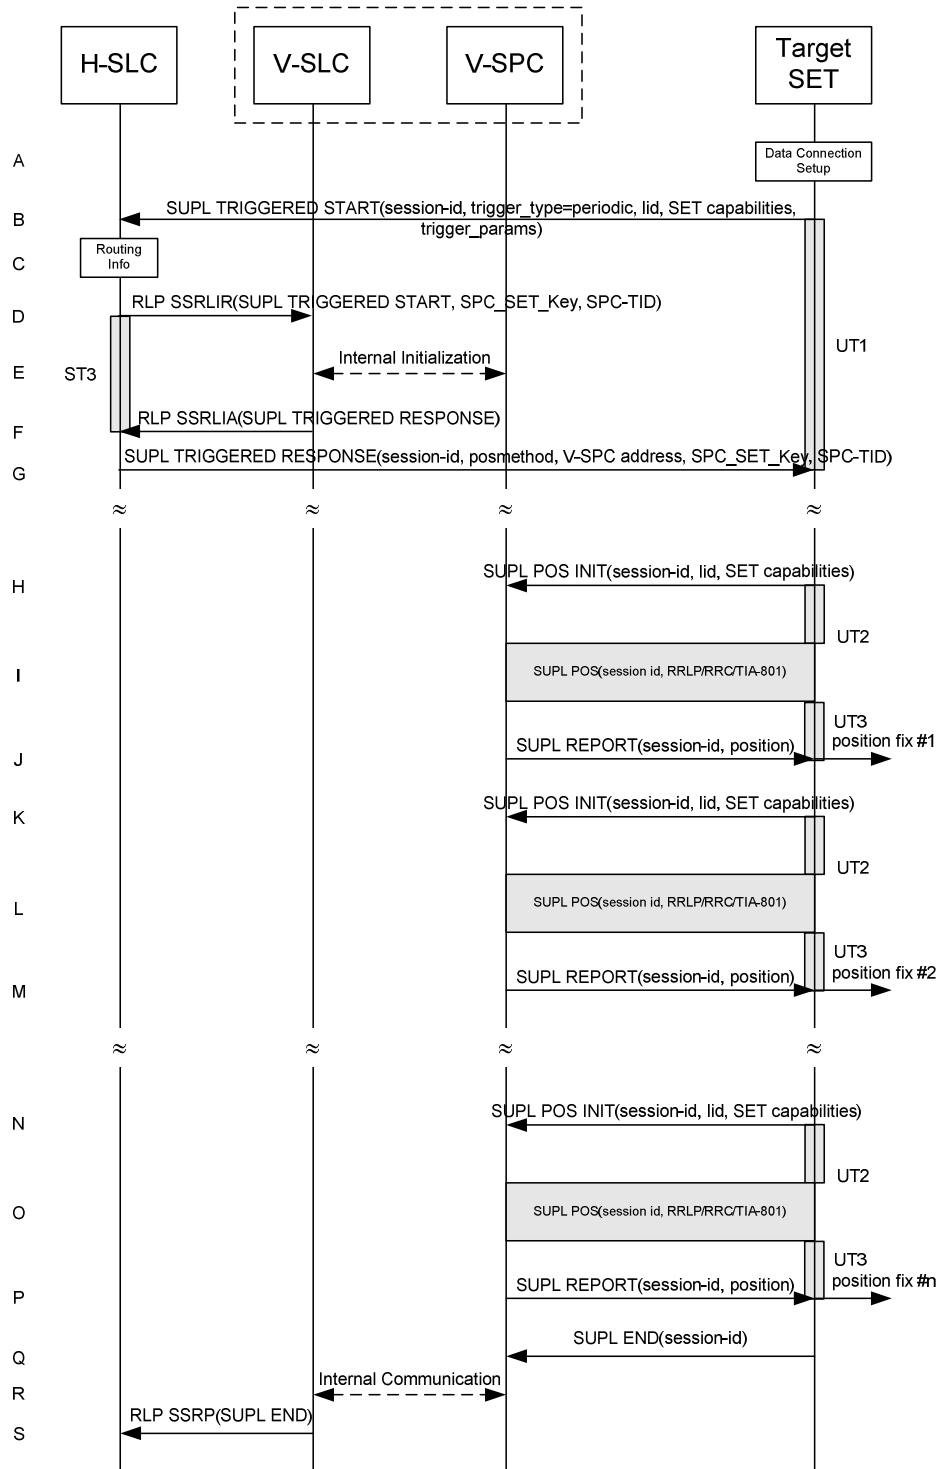 H-SLC
V-SLC
V-SPC
Target
SET
A
Data Connection
Setup
B
SUPL TRIGGERED START(session-id, trigger_type=periodic, lid, SET capabilities,
trigger_params)
C
Routing
Info
D
RLP SSRLIR(SUPL TRIGGERED START, SPC_SET_Key, SPC-TID)
UT1
E
ST3
Internal Initialization
F
RLP SSRLIA(SUPL TRIGGERED RESPONSE)
G
SUPL TRIGGERED RESPONSE(session-id, posmethod, V-SPC address, SPC_SET_Key, SPC-TID)
≈ ≈ ≈ ≈
H
SUPL POS INIT(session-id, lid, SET capabilities)
UT2
I
SUPL POS(session id, RRLP/RRC/TIA-801)
UT3
position fix #1
J
SUPL REPORT(session-id, position)
K
SUPL POS INIT(session-id, lid, SET capabilities)
UT2
L
SUPL POS(session id, RRLP/RRC/TIA-801)
UT3
position fix #2
M
SUPL REPORT(session-id, position)
≈ ≈ ≈ ≈
N
SUPL POS INIT(session-id, lid, SET capabilities)
UT2
O
SUPL POS(session id, RRLP/RRC/TIA-801)
UT3
position fix #n
P
SUPL REPORT(session-id, position)
Q
SUPL END(session-id)
R
Internal Communication
S
RLP SSRP(SUPL END)